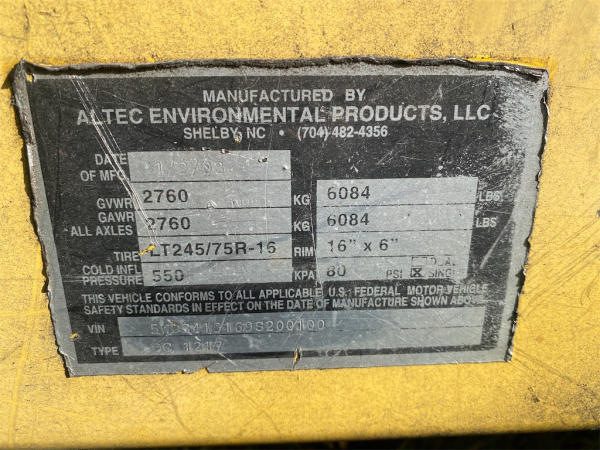 MANUFACTURED BY
ALTEC ENVIRONMENTAL PRODUCTS, LLC
SHELBY, NC • (704) 482-4356
DATE OF MFG
GVWR 2760 KG 6084 LBS
GAWR ALL AXLES 2760 KG 6084 LBS
TIRE LT245/75R-16 RIM 16" x 6"
COLD INFL PRESSURE 550 KPA 80 PSI DUAL X SINGLE
THIS VEHICLE CONFORMS TO ALL APPLICABLE U.S. FEDERAL MOTOR VEHICLE
SAFETY STANDARDS IN EFFECT ON THE DATE OF MANUFACTURE SHOWN ABOVE
VIN
TYPE 1217